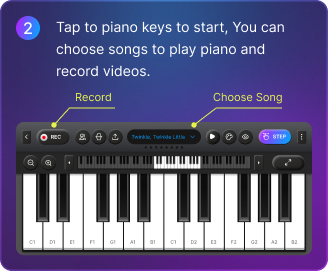 2
Tap to piano keys to start, You can
choose songs to play piano and
record videos.
Record
Choose Song
REC
Twinkle, Twinkle Little
STEP
C1 D1 E1 F1 G1 A1 B1 C1 D2 E2 F2 G2 A2 B2